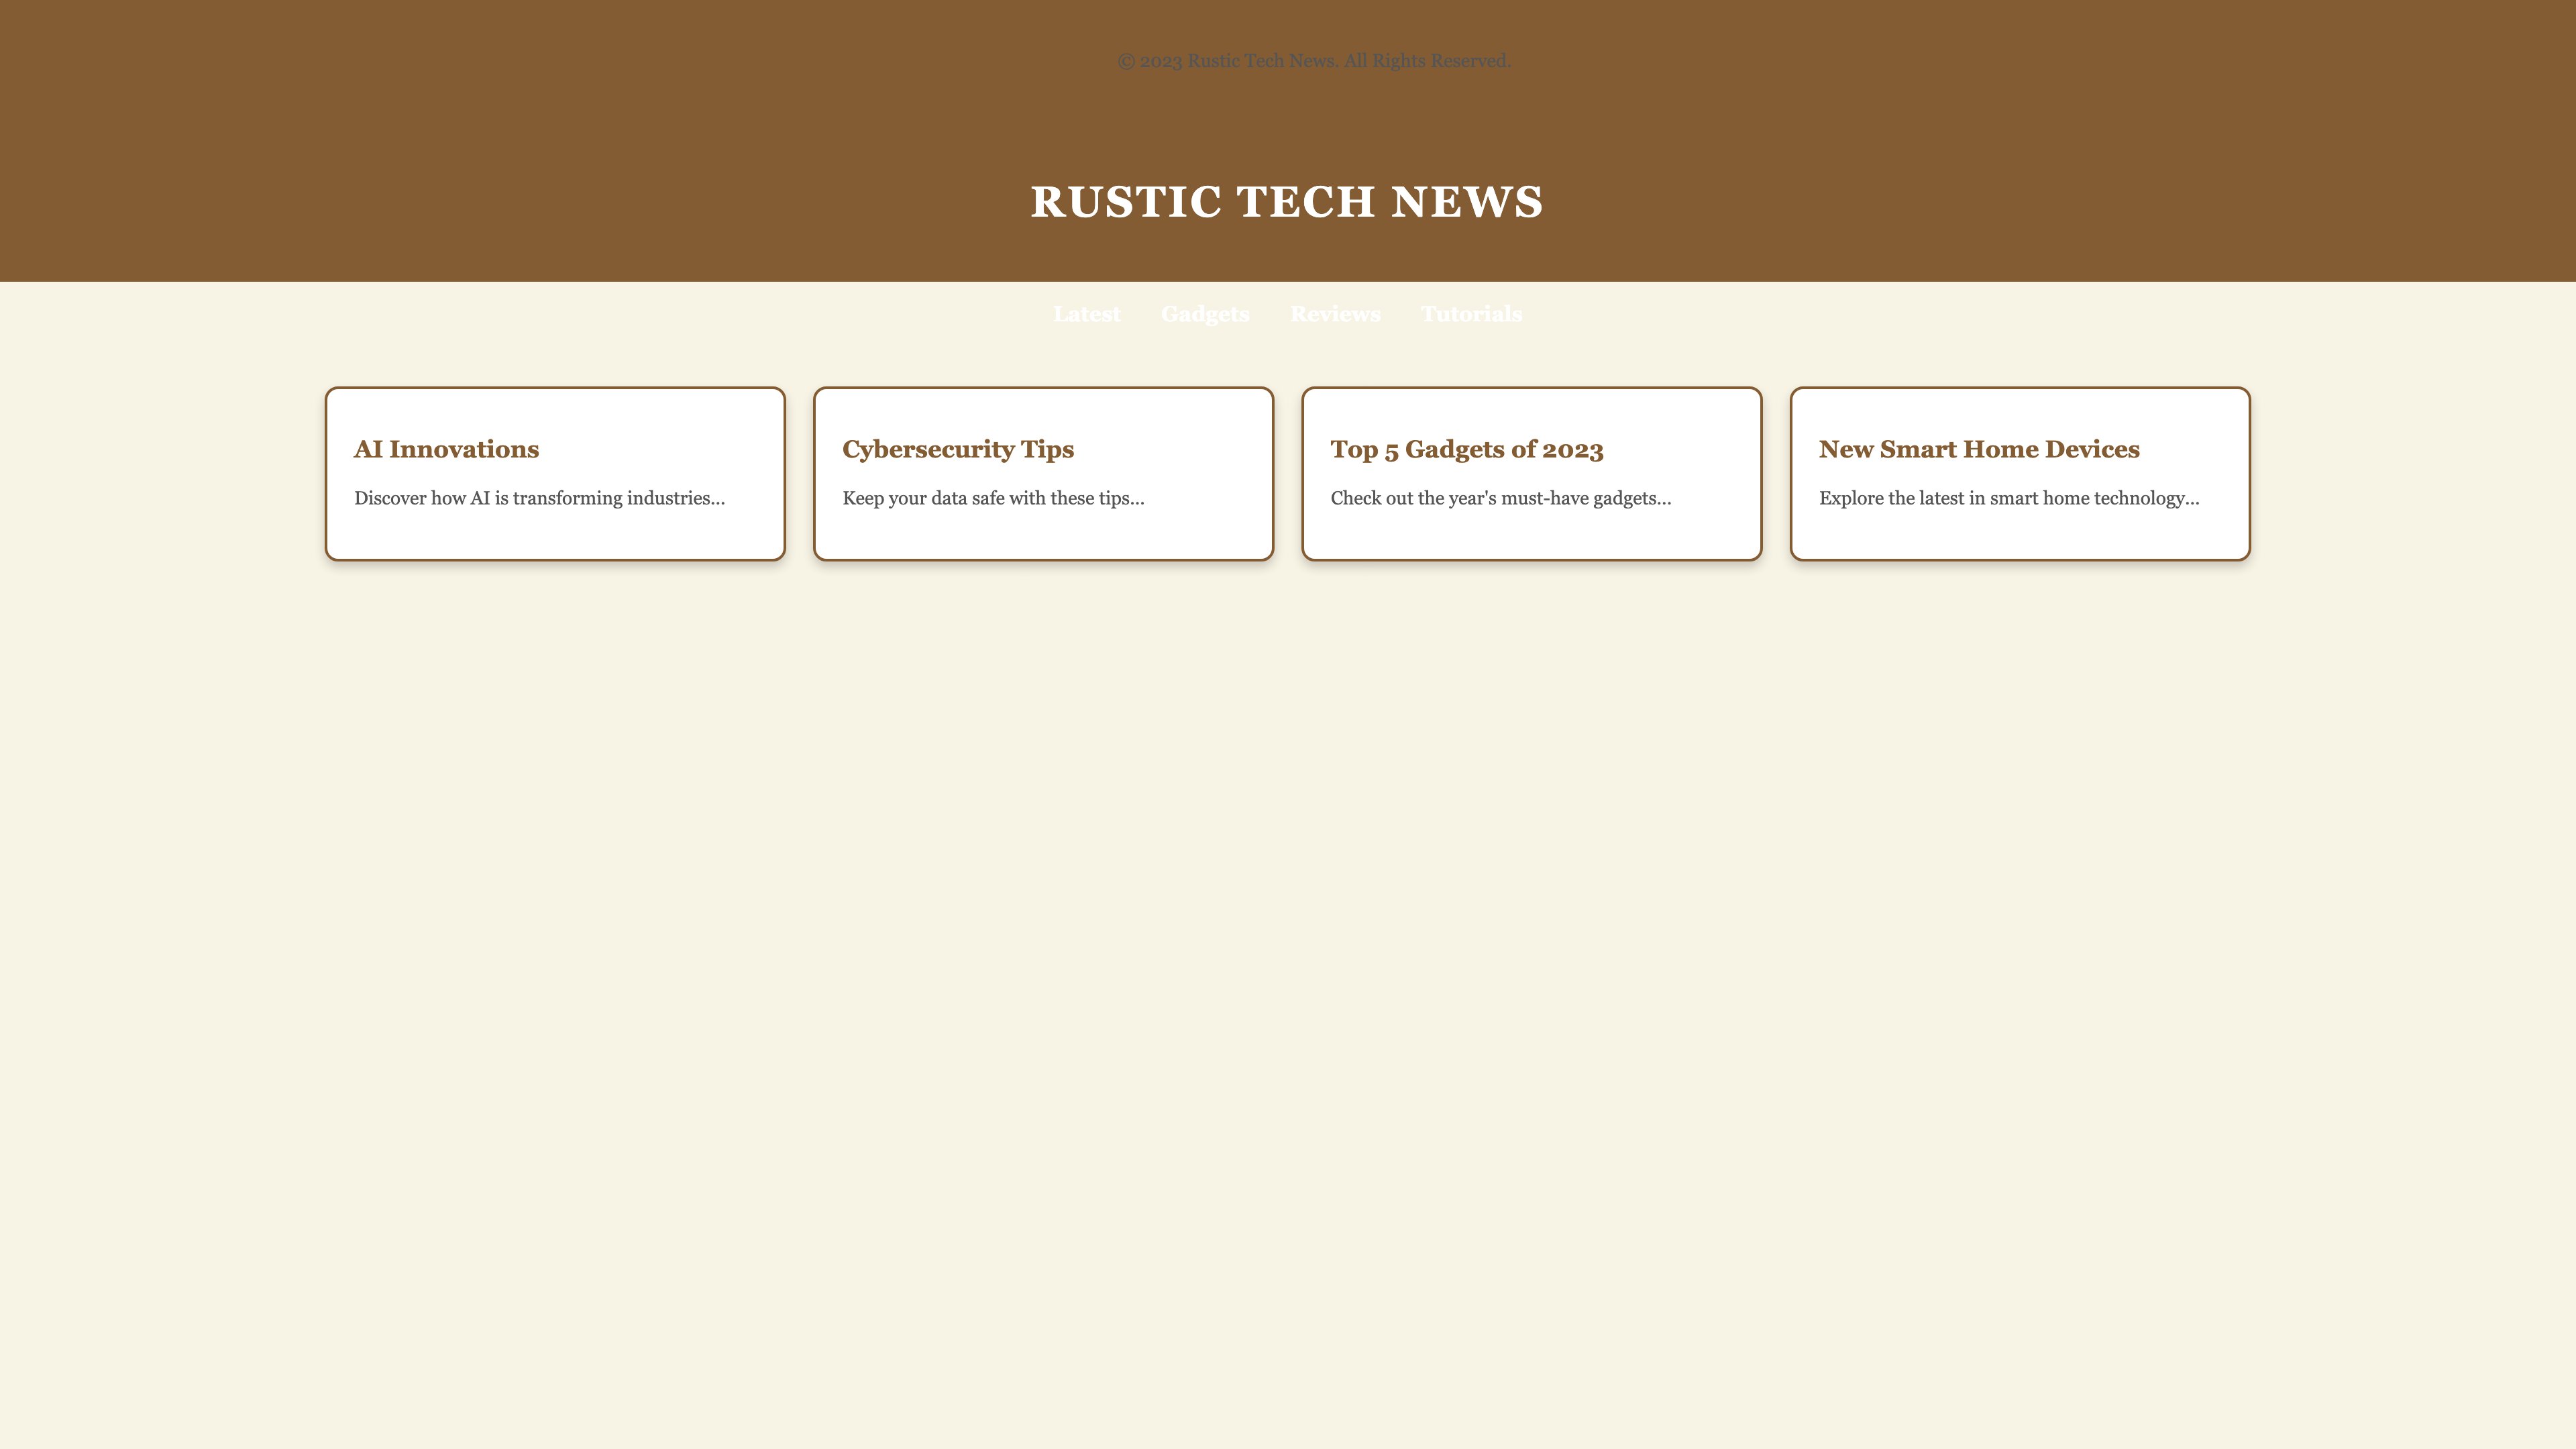 © 2023 Rustic Tech News. All Rights Reserved.
RUSTIC TECH NEWS
Latest Gadgets Reviews Tutorials
AI Innovations
Discover how AI is transforming industries...
Cybersecurity Tips
Keep your data safe with these tips...
Top 5 Gadgets of 2023
Check out the year's must-have gadgets...
New Smart Home Devices
Explore the latest in smart home technology...